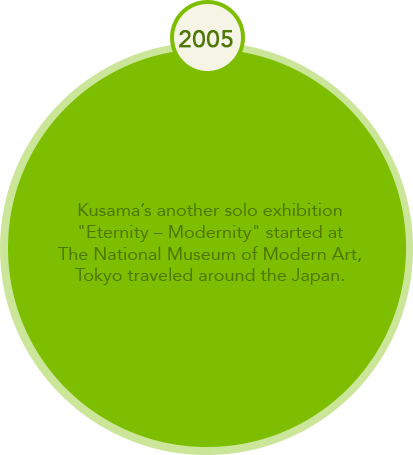 2005
Kusama’s another solo exhibition
"Eternity – Modernity" started at
The National Museum of Modern Art,
Tokyo traveled around the Japan.